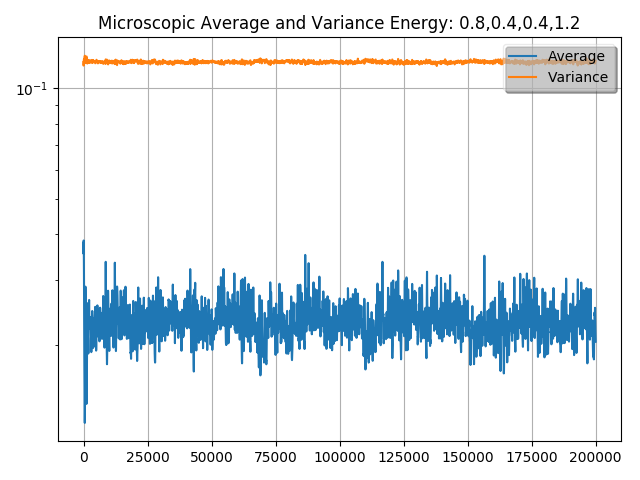 Microscopic Average and Variance Energy: 0.8,0.4,0.4,1.2
Average
Variance
10⁻¹
0 25000 50000 75000 100000 125000 150000 175000 200000